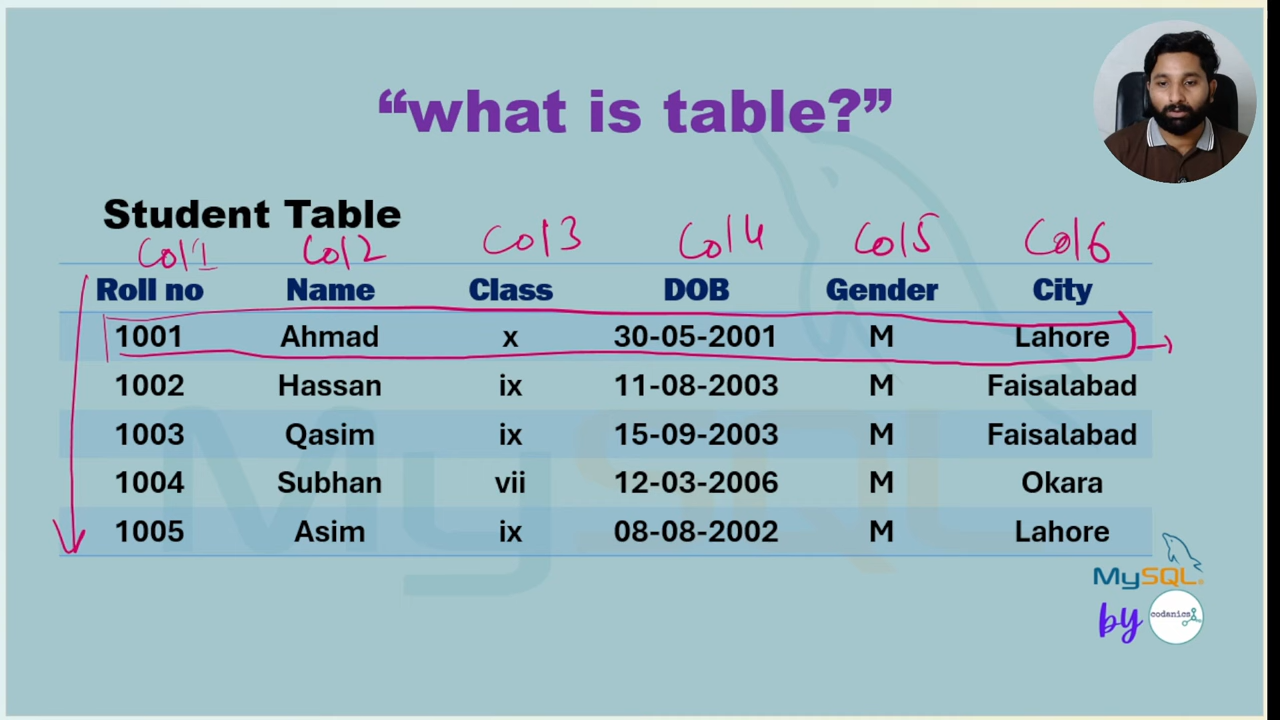 “what is table?”
Student Table
Col1 Col2 Col3 Col4 Col5 Col6
Roll no Name Class DOB Gender City
1001 Ahmad x 30-05-2001 M Lahore
1002 Hassan ix 11-08-2003 M Faisalabad
1003 Qasim ix 15-09-2003 M Faisalabad
1004 Subhan vii 12-03-2006 M Okara
1005 Asim ix 08-08-2002 M Lahore
MySQL
MySQL
by codanics